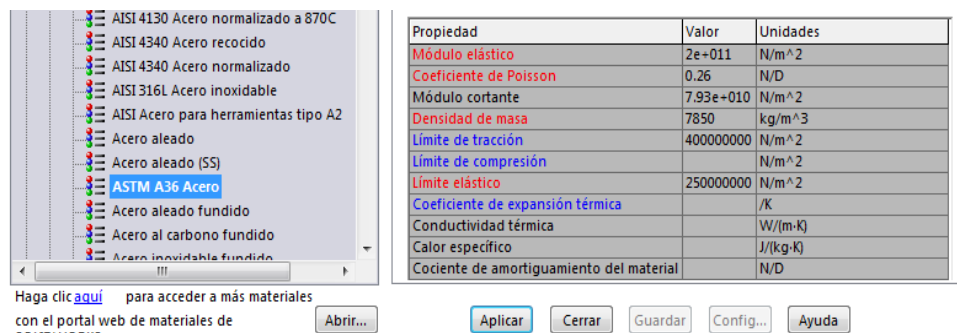 AISI 4130 Acero normalizado a 870C
AISI 4340 Acero recocido
AISI 4340 Acero normalizado
AISI 316L Acero inoxidable
AISI Acero para herramientas tipo A2
Acero aleado
Acero aleado (SS)
ASTM A36 Acero
Acero aleado fundido
Acero al carbono fundido
Acero inoxidable fundido
Haga clic aquí para acceder a más materiales
con el portal web de materiales de
Abrir...
Propiedad Valor Unidades
Módulo elástico 2e+011 N/m^2
Coeficiente de Poisson 0.26 N/D
Módulo cortante 7.93e+010 N/m^2
Densidad de masa 7850 kg/m^3
Límite de tracción 400000000 N/m^2
Límite de compresión N/m^2
Límite elástico 250000000 N/m^2
Coeficiente de expansión térmica /K
Conductividad térmica W/(m·K)
Calor específico J/(kg·K)
Cociente de amortiguamiento del material N/D
Aplicar Cerrar Guardar Config... Ayuda